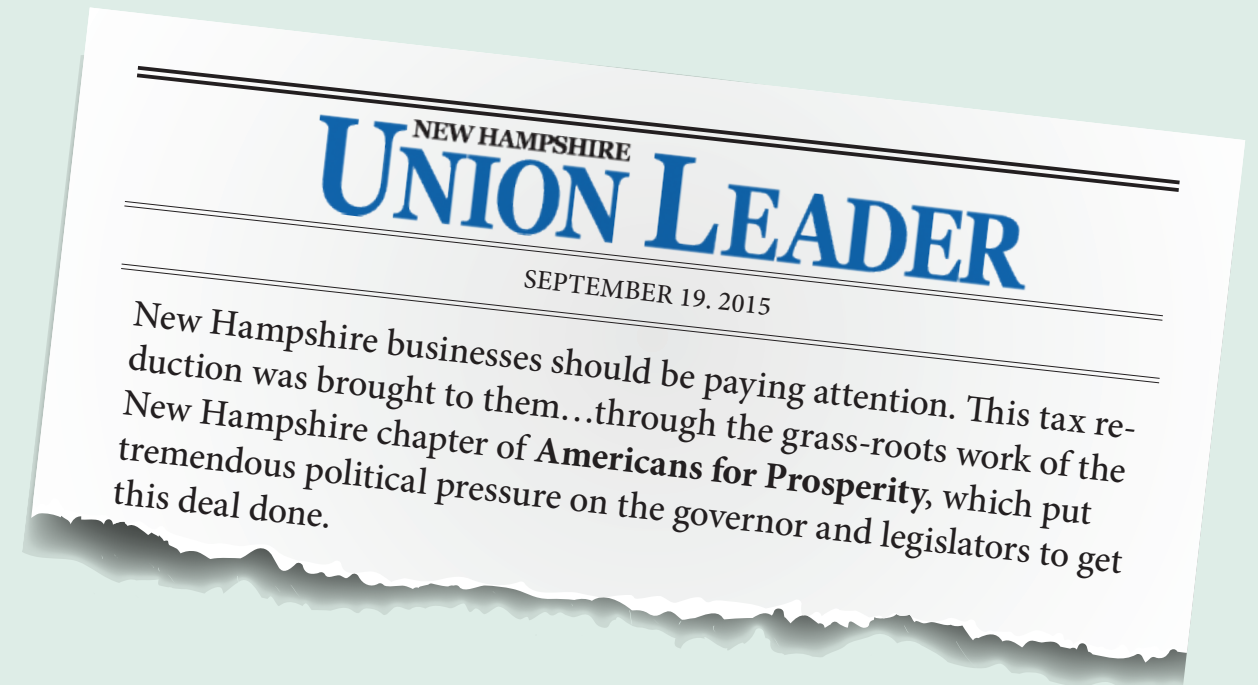 NEW HAMPSHIRE
UNION LEADER
SEPTEMBER 19. 2015
New Hampshire businesses should be paying attention. This tax re-
duction was brought to them…through the grass-roots work of the
New Hampshire chapter of Americans for Prosperity, which put
tremendous political pressure on the governor and legislators to get
this deal done.